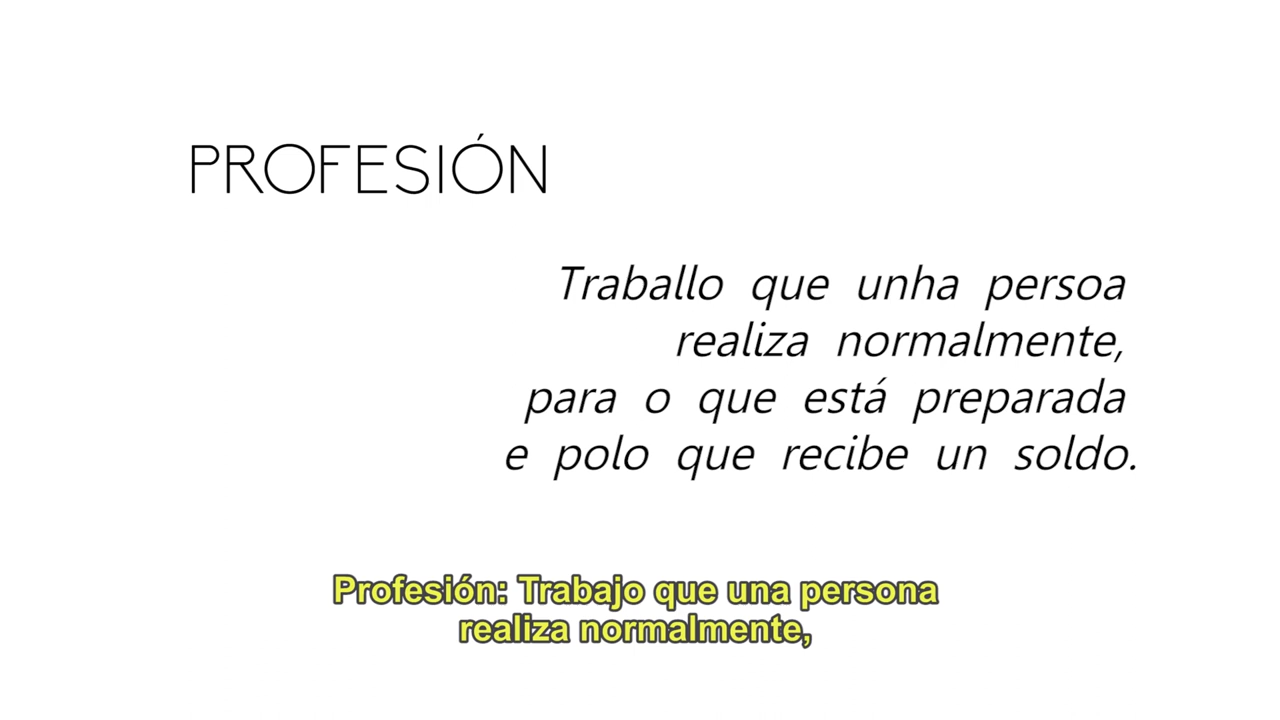 PROFESIÓN
Traballo que unha persoa
realiza normalmente,
para o que está preparada
e polo que recibe un soldo.
Profesión: Trabajo que una persona
realiza normalmente,